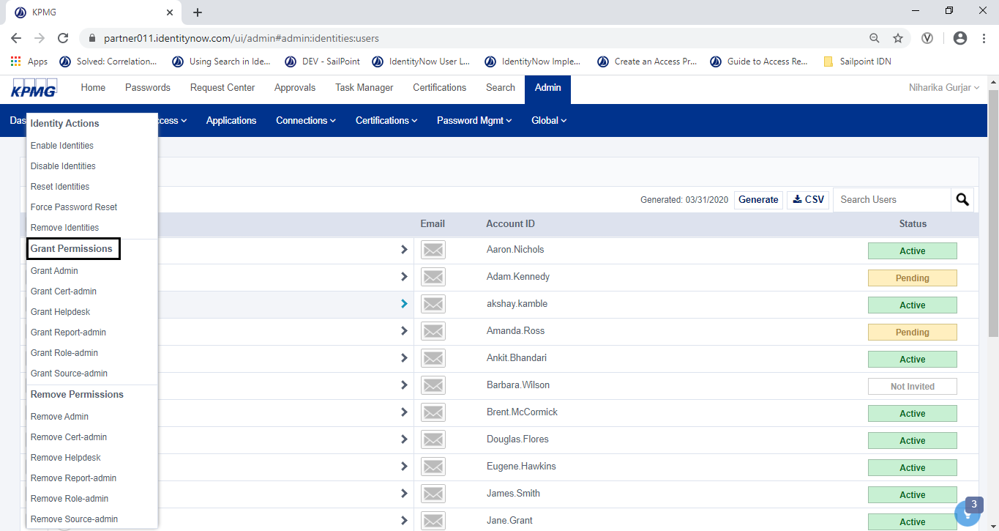 KPMG
partner011.identitynow.com/ui/admin#admin:identities:users
Apps Solved: Correlation... Using Search in Ide... DEV - SailPoint IdentityNow User L... IdentityNow Imple... Create an Access Pr... Guide to Access Re... Sailpoint IDN
KPMG Home Passwords Request Center Approvals Task Manager Certifications Search Admin Niharika Gurjar
Das cess Applications Connections Certifications Password Mgmt Global
Identity Actions
Enable Identities
Disable Identities
Reset Identities
Force Password Reset
Remove Identities
Grant Permissions
Grant Admin
Grant Cert-admin
Grant Helpdesk
Grant Report-admin
Grant Role-admin
Grant Source-admin
Remove Permissions
Remove Admin
Remove Cert-admin
Remove Helpdesk
Remove Report-admin
Remove Role-admin
Remove Source-admin
Generated: 03/31/2020 Generate CSV Search Users
Email Account ID Status
Aaron.Nichols Active
Adam.Kennedy Pending
akshay.kamble Active
Amanda.Ross Pending
Ankit.Bhandari Active
Barbara.Wilson Not Invited
Brent.McCormick Active
Douglas.Flores Active
Eugene.Hawkins Active
James.Smith Active
Jane.Grant Active
3